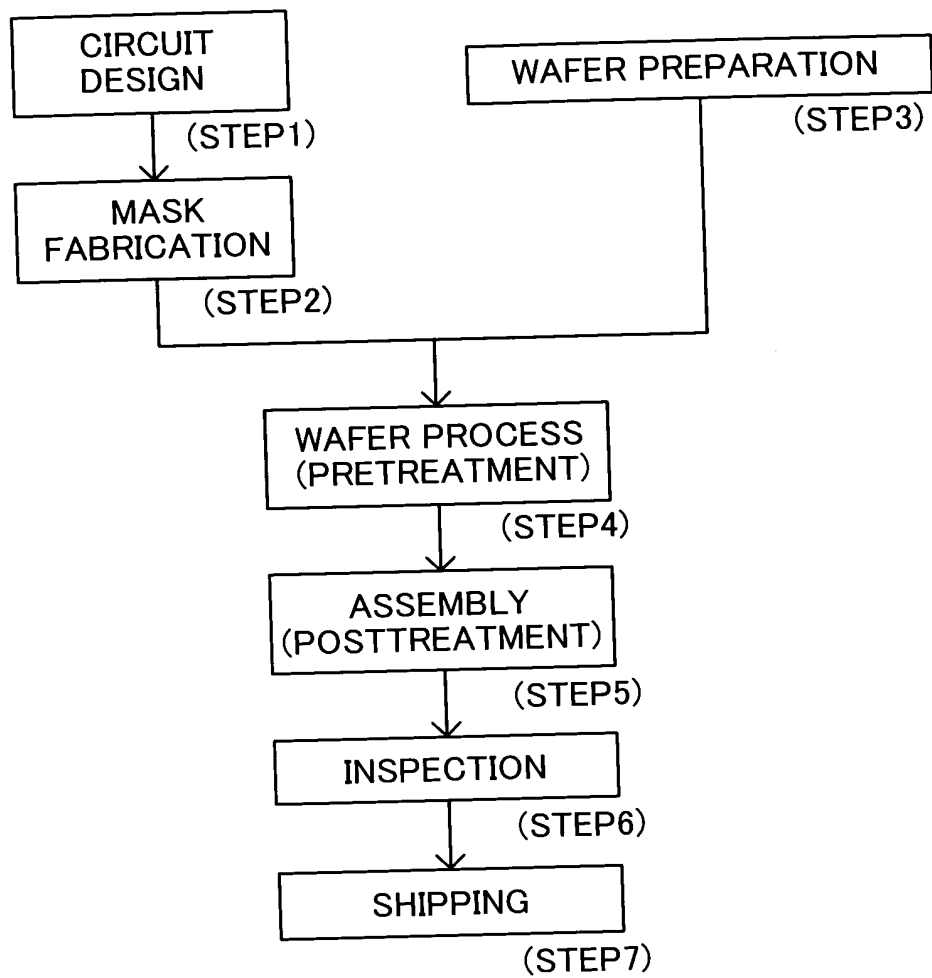 CIRCUIT
DESIGN
(STEP1)
WAFER PREPARATION
(STEP3)
MASK
FABRICATION
(STEP2)
WAFER PROCESS
(PRETREATMENT)
(STEP4)
ASSEMBLY
(POSTTREATMENT)
(STEP5)
INSPECTION
(STEP6)
SHIPPING
(STEP7)